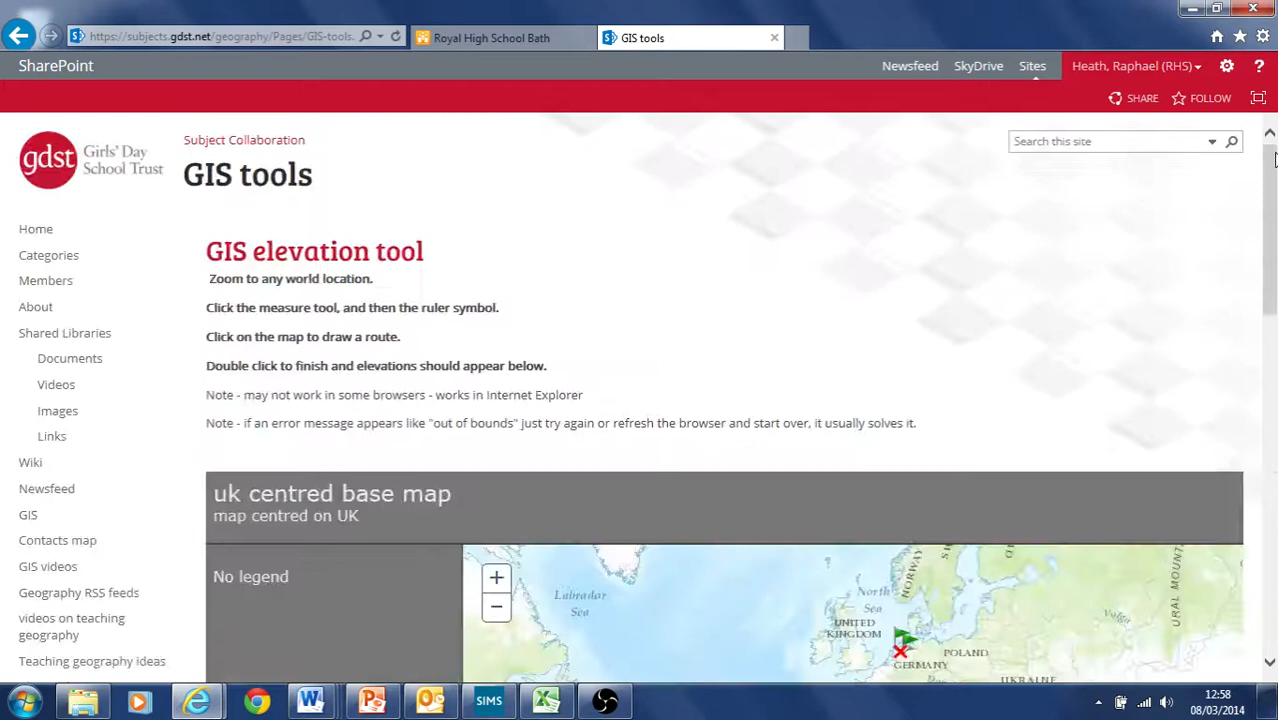 https://subjects.gdst.net/geography/Pages/GIS-tools.
Royal High School Bath
GIS tools
SharePoint
Newsfeed
SkyDrive
Sites
Heath, Raphael (RHS)
?
SHARE
FOLLOW
gdst
Girls' Day
School Trust
Subject Collaboration
GIS tools
Search this site
Home
Categories
Members
About
Shared Libraries
Documents
Videos
Images
Links
Wiki
Newsfeed
GIS
Contacts map
GIS videos
Geography RSS feeds
videos on teaching
geography
Teaching geography ideas
GIS elevation tool
Zoom to any world location.
Click the measure tool, and then the ruler symbol.
Click on the map to draw a route.
Double click to finish and elevations should appear below.
Note - may not work in some browsers - works in Internet Explorer
Note - if an error message appears like "out of bounds" just try again or refresh the browser and start over, it usually solves it.
uk centred base map
map centred on UK
No legend
+
−
Labrador
Sea
North
Sea
UNITED
KINGDOM
NORWAY
POLAND
GERMANY
UKRAINE
Volga
URAL MOUNT
SIMS
12:58
08/03/2014